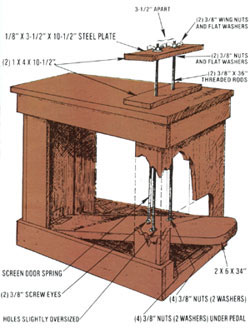 3-1/2" APART
(2) 3/8" WING NUTS
AND FLAT WASHERS
1/8" X 3-1/2" X 10-1/2" STEEL PLATE
(2) 3/8" NUTS
AND FLAT WASHERS
(2) 1 X 4 X 10-1/2"
(2) 3/8" X 36"
THREADED RODS
SCREEN DOOR SPRING
2 X 6 X 34"
(2) 3/8" SCREW EYES
(4) 3/8" NUTS (2 WASHERS)
HOLES SLIGHTLY OVERSIZED
(4) 3/8" NUTS (2 WASHERS) UNDER PEDAL